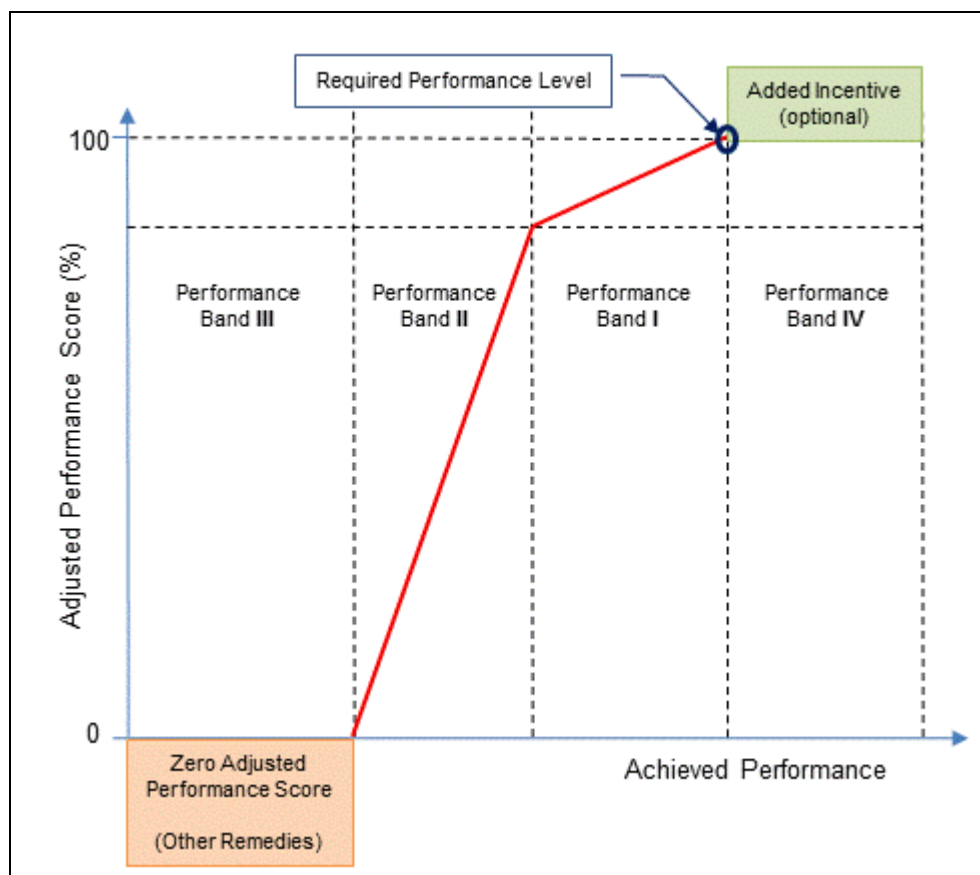 Required Performance Level
Added Incentive
(optional)
100
Adjusted Performance Score (%)
Performance
Band III
Performance
Band II
Performance
Band I
Performance
Band IV
0
Zero Adjusted
Performance Score
(Other Remedies)
Achieved Performance